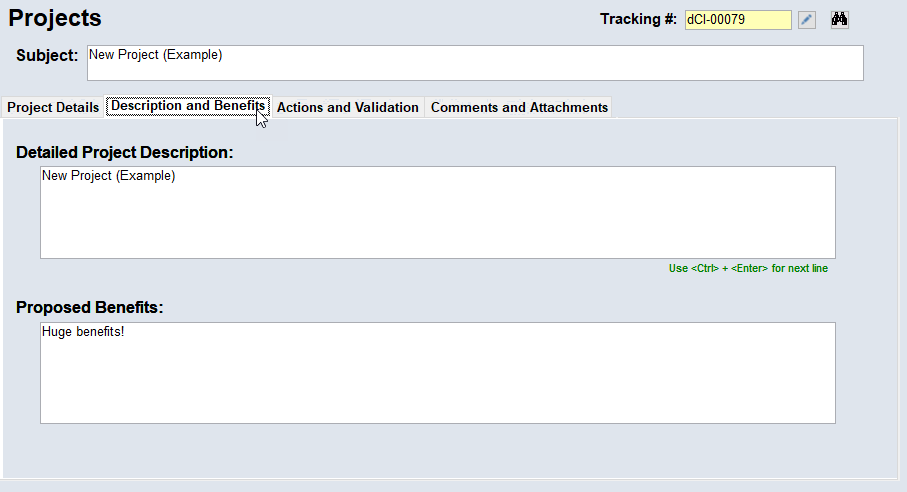 Projects
Tracking #: dCI-00079
Subject: New Project (Example)
Project Details Description and Benefits Actions and Validation Comments and Attachments
Detailed Project Description:
New Project (Example)
Use <Ctrl> + <Enter> for next line
Proposed Benefits:
Huge benefits!